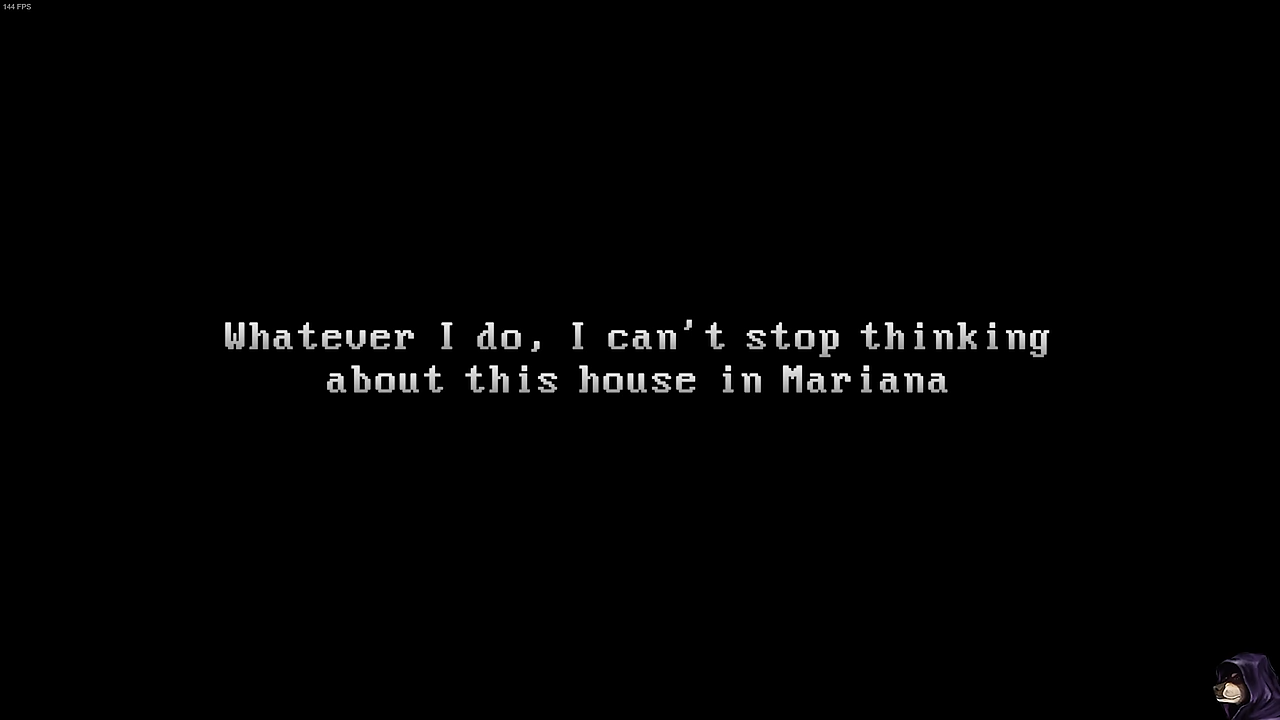 144 FPS
Whatever I do, I can't stop thinking
about this house in Mariana